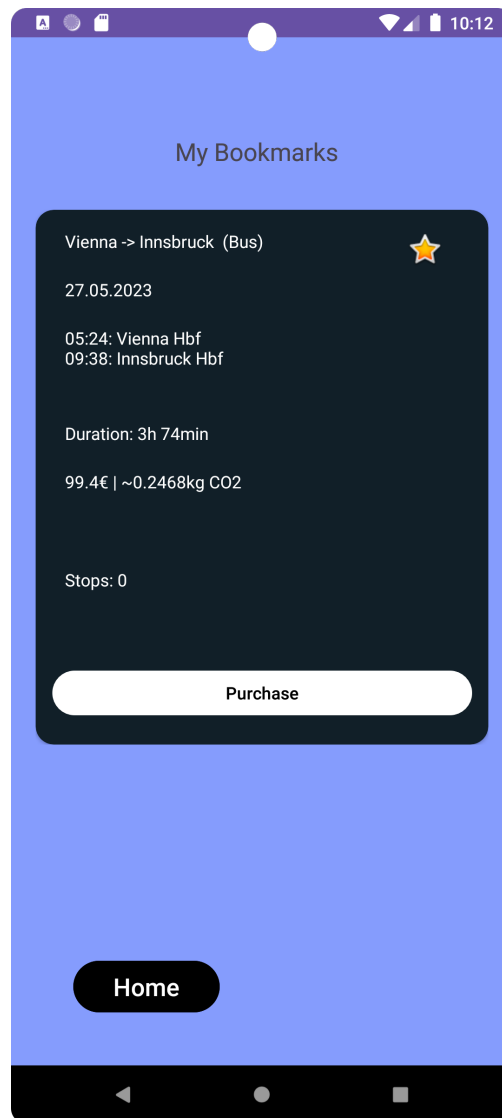 10:12
My Bookmarks
Vienna -> Innsbruck  (Bus)
27.05.2023
05:24: Vienna Hbf
09:38: Innsbruck Hbf
Duration: 3h 74min
99.4€ | ~0.2468kg CO2
Stops: 0
Purchase
Home